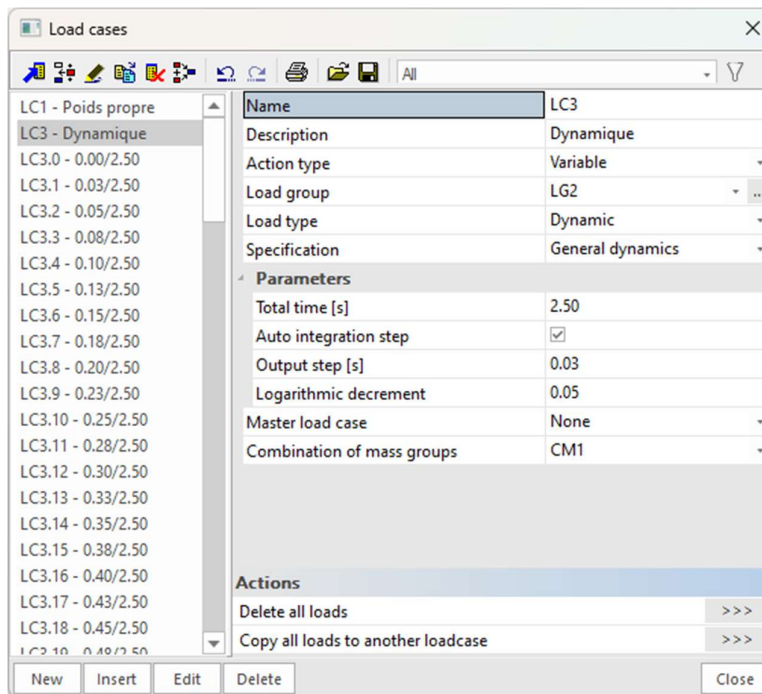 Load cases
All
LC1 - Poids propre
LC3 - Dynamique
LC3.0 - 0.00/2.50
LC3.1 - 0.03/2.50
LC3.2 - 0.05/2.50
LC3.3 - 0.08/2.50
LC3.4 - 0.10/2.50
LC3.5 - 0.13/2.50
LC3.6 - 0.15/2.50
LC3.7 - 0.18/2.50
LC3.8 - 0.20/2.50
LC3.9 - 0.23/2.50
LC3.10 - 0.25/2.50
LC3.11 - 0.28/2.50
LC3.12 - 0.30/2.50
LC3.13 - 0.33/2.50
LC3.14 - 0.35/2.50
LC3.15 - 0.38/2.50
LC3.16 - 0.40/2.50
LC3.17 - 0.43/2.50
LC3.18 - 0.45/2.50
LC3.19 - 0.48/2.50
Name LC3
Description Dynamique
Action type Variable
Load group LG2 ..
Load type Dynamic
Specification General dynamics
Parameters
Total time [s] 2.50
Auto integration step
Output step [s] 0.03
Logarithmic decrement 0.05
Master load case None
Combination of mass groups CM1
Actions
Delete all loads >>>
Copy all loads to another loadcase >>>
New Insert Edit Delete Close